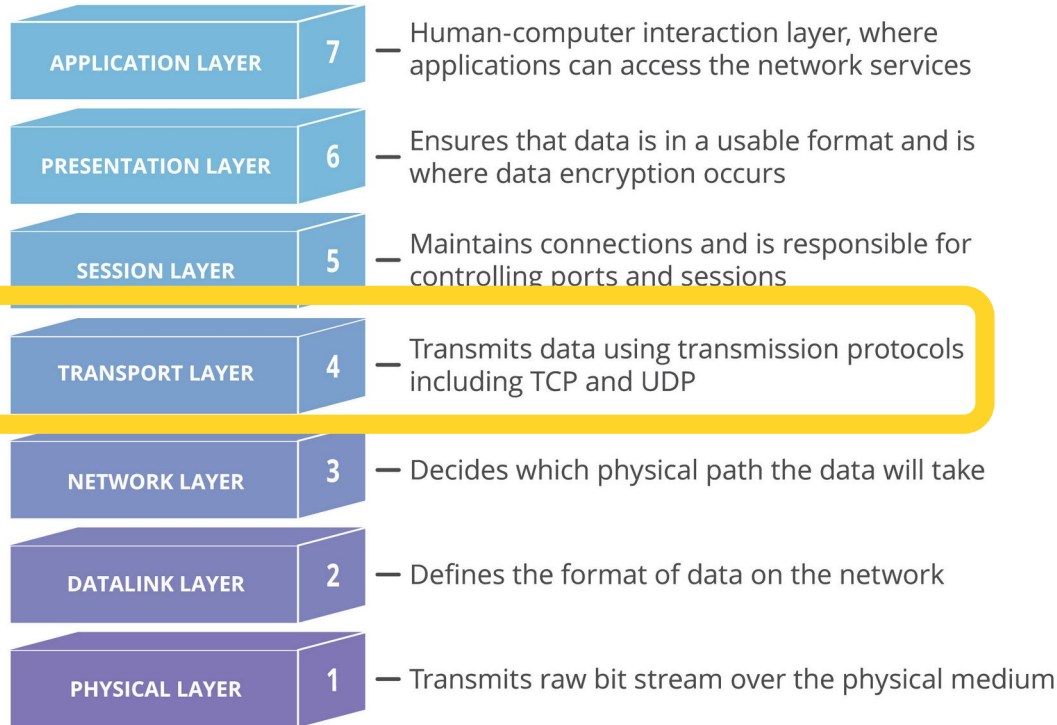 APPLICATION LAYER 7 — Human-computer interaction layer, where
applications can access the network services
PRESENTATION LAYER 6 — Ensures that data is in a usable format and is
where data encryption occurs
SESSION LAYER 5 — Maintains connections and is responsible for
controlling ports and sessions
TRANSPORT LAYER 4 — Transmits data using transmission protocols
including TCP and UDP
NETWORK LAYER 3 — Decides which physical path the data will take
DATALINK LAYER 2 — Defines the format of data on the network
PHYSICAL LAYER 1 — Transmits raw bit stream over the physical medium